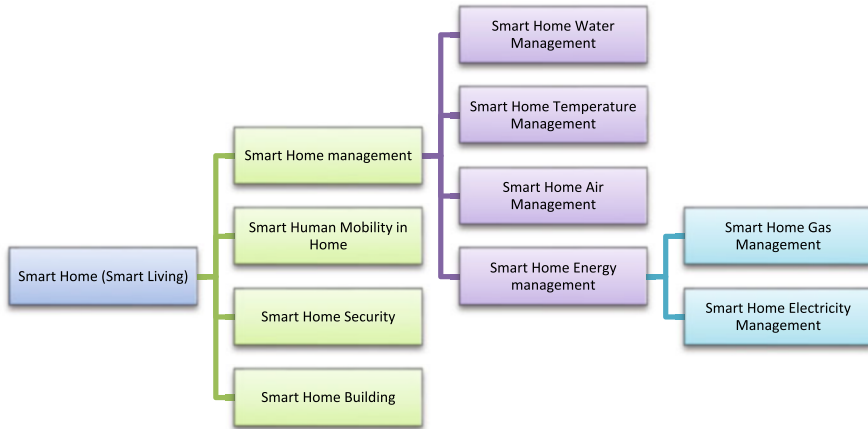 Smart Home (Smart Living)
Smart Home management
Smart Human Mobility in
Home
Smart Home Security
Smart Home Building
Smart Home Water
Management
Smart Home Temperature
Management
Smart Home Air
Management
Smart Home Energy
management
Smart Home Gas
Management
Smart Home Electricity
Management